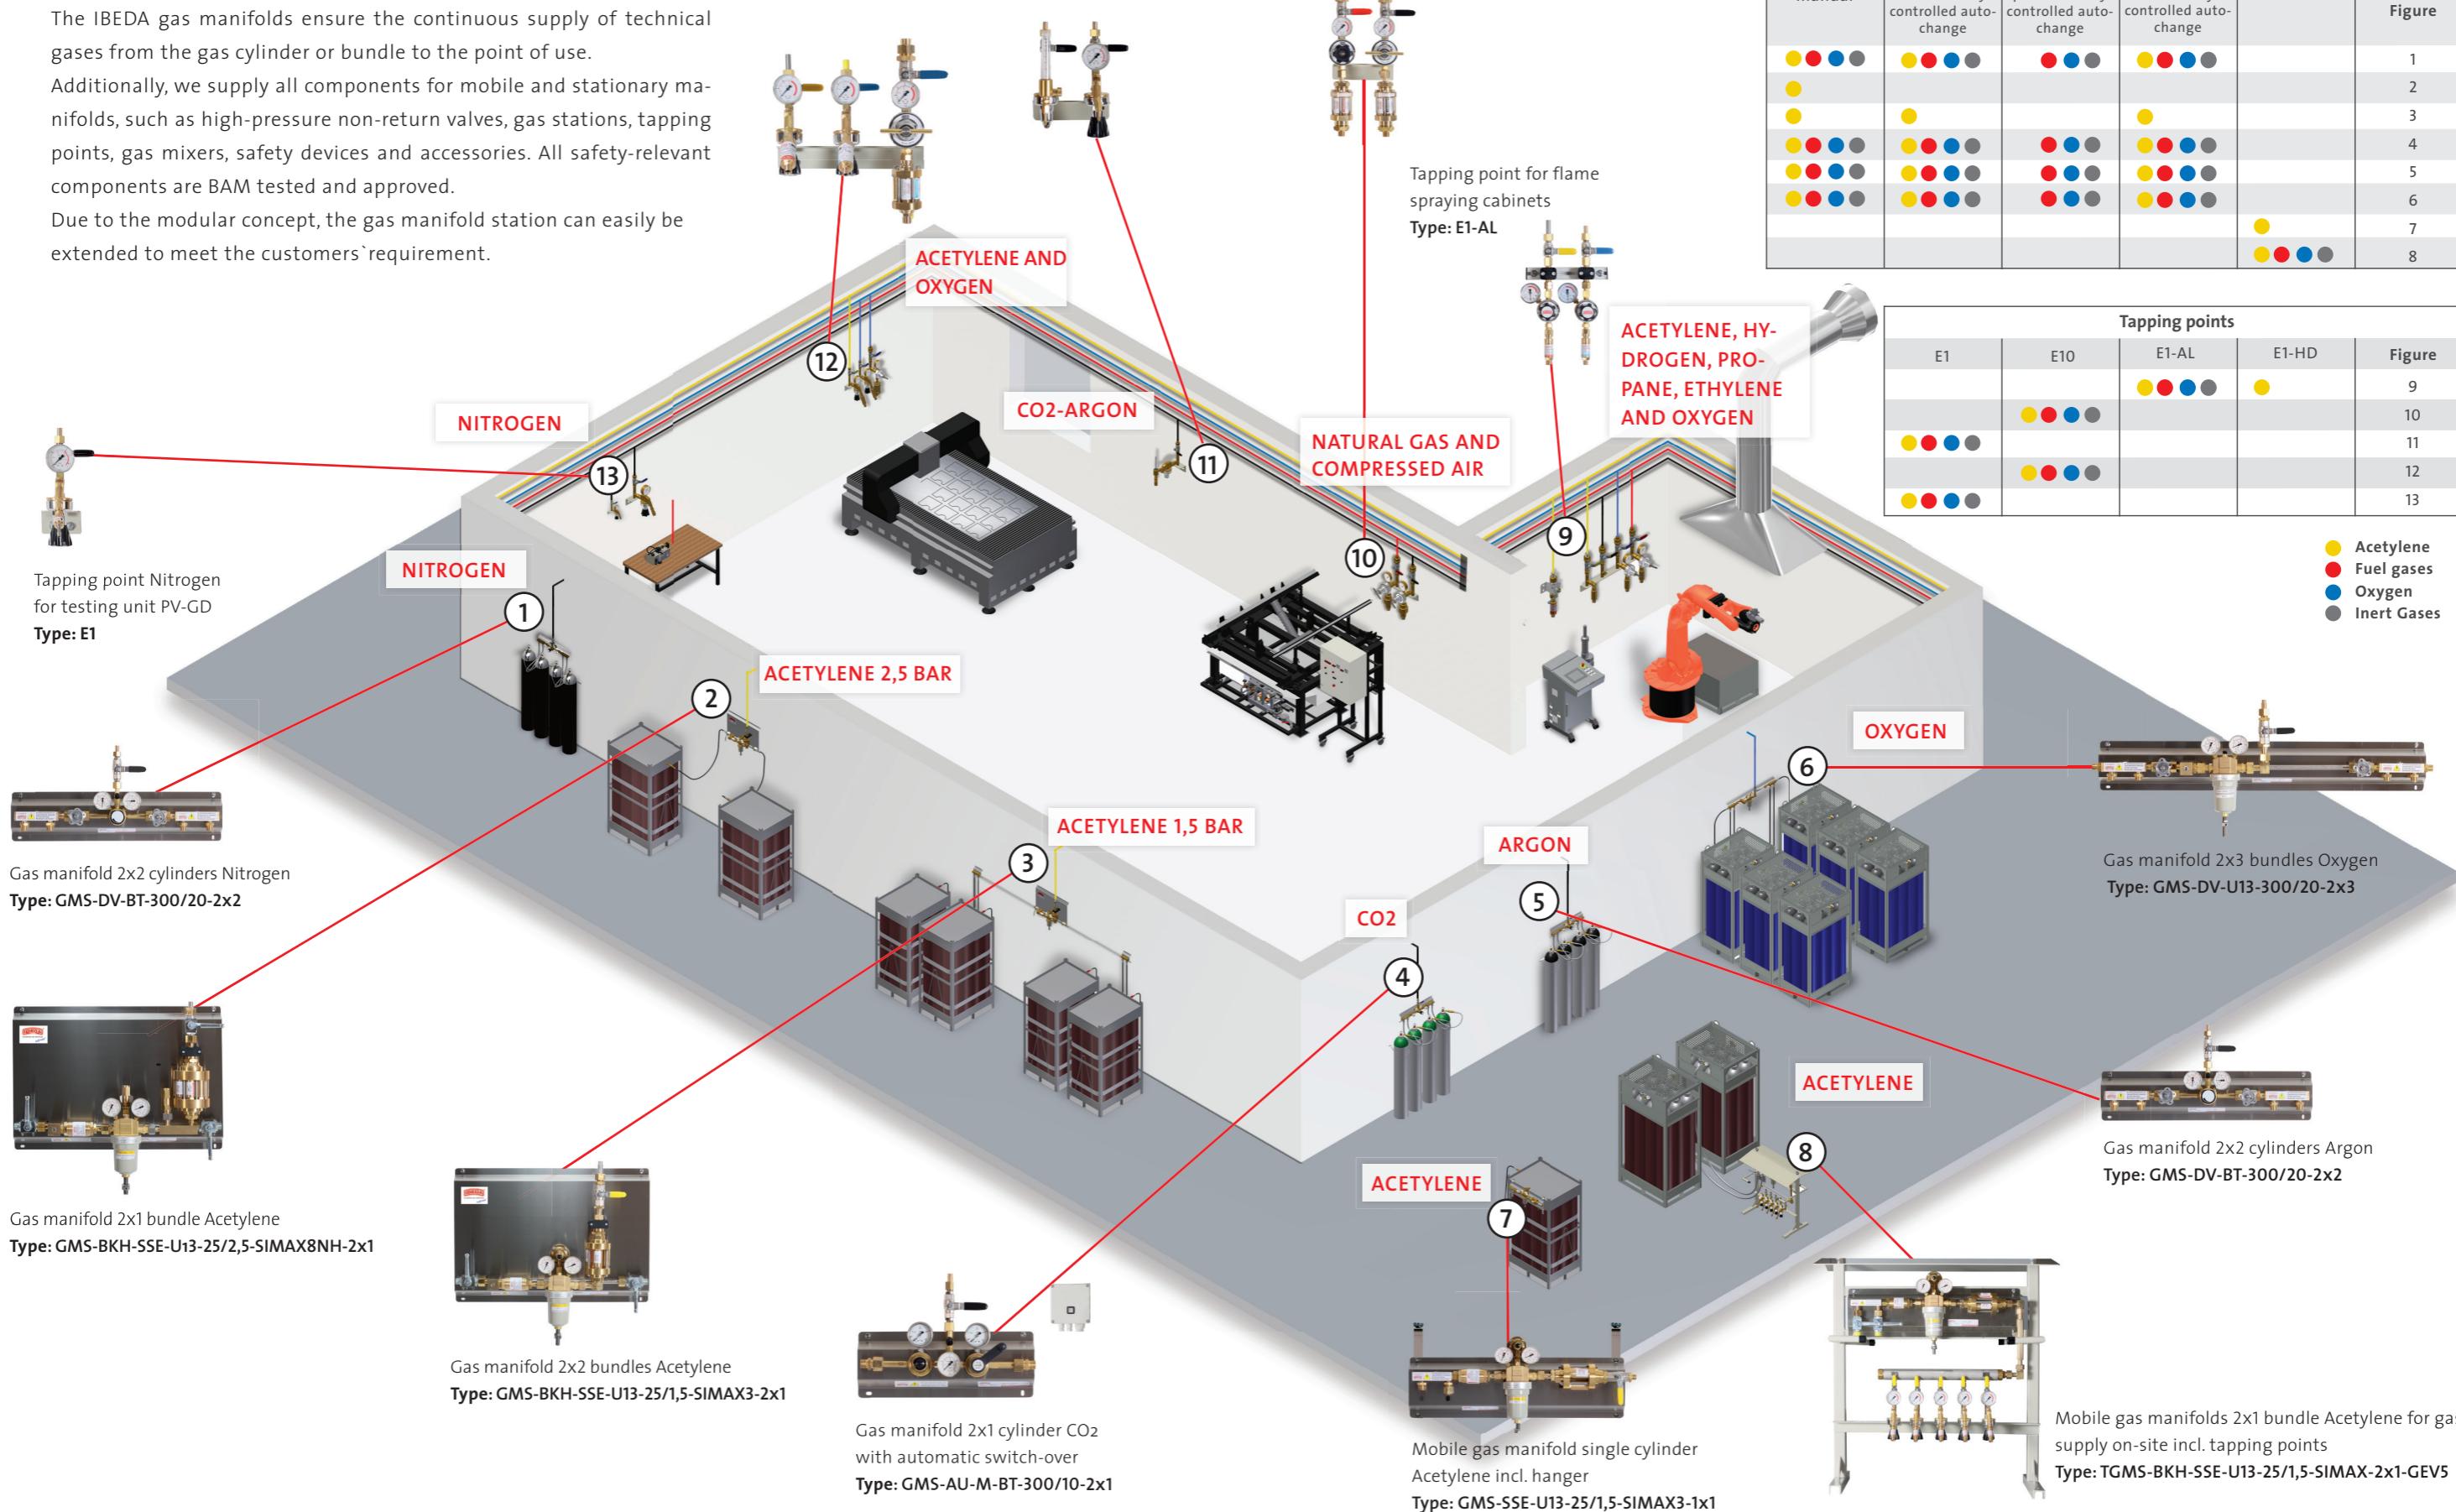 The IBEDA gas manifolds ensure the continuous supply of technical
gases from the gas cylinder or bundle to the point of use.
Additionally, we supply all components for mobile and stationary ma-
nifolds, such as high-pressure non-return valves, gas stations, tapping
points, gas mixers, safety devices and accessories. All safety-relevant
components are BAM tested and approved.
Due to the modular concept, the gas manifold station can easily be
extended to meet the customers`requirement.
controlled auto-
change
controlled auto-
change
controlled auto-
change
Figure
1
2
3
4
5
6
7
8
Tapping points
E1 E10 E1-AL E1-HD Figure
9
10
11
12
13
Acetylene
Fuel gases
Oxygen
Inert Gases
Tapping point for flame
spraying cabinets
Type: E1-AL
ACETYLENE AND
OXYGEN
12
NITROGEN
13
CO2-ARGON
11
NATURAL GAS AND
COMPRESSED AIR
10
ACETYLENE, HY-
DROGEN, PRO-
PANE, ETHYLENE
AND OXYGEN
9
Tapping point Nitrogen
for testing unit PV-GD
Type: E1
NITROGEN
1
ACETYLENE 2,5 BAR
2
ACETYLENE 1,5 BAR
3
CO2
4
ARGON
5
OXYGEN
6
ACETYLENE
7
ACETYLENE
8
Gas manifold 2x2 cylinders Nitrogen
Type: GMS-DV-BT-300/20-2x2
Gas manifold 2x1 bundle Acetylene
Type: GMS-BKH-SSE-U13-25/2,5-SIMAX8NH-2x1
Gas manifold 2x2 bundles Acetylene
Type: GMS-BKH-SSE-U13-25/1,5-SIMAX3-2x1
Gas manifold 2x1 cylinder CO2
with automatic switch-over
Type: GMS-AU-M-BT-300/10-2x1
Mobile gas manifold single cylinder
Acetylene incl. hanger
Type: GMS-SSE-U13-25/1,5-SIMAX3-1x1
Mobile gas manifolds 2x1 bundle Acetylene for gas
supply on-site incl. tapping points
Type: TGMS-BKH-SSE-U13-25/1,5-SIMAX-2x1-GEV5
Gas manifold 2x2 cylinders Argon
Type: GMS-DV-BT-300/20-2x2
Gas manifold 2x3 bundles Oxygen
Type: GMS-DV-U13-300/20-2x3